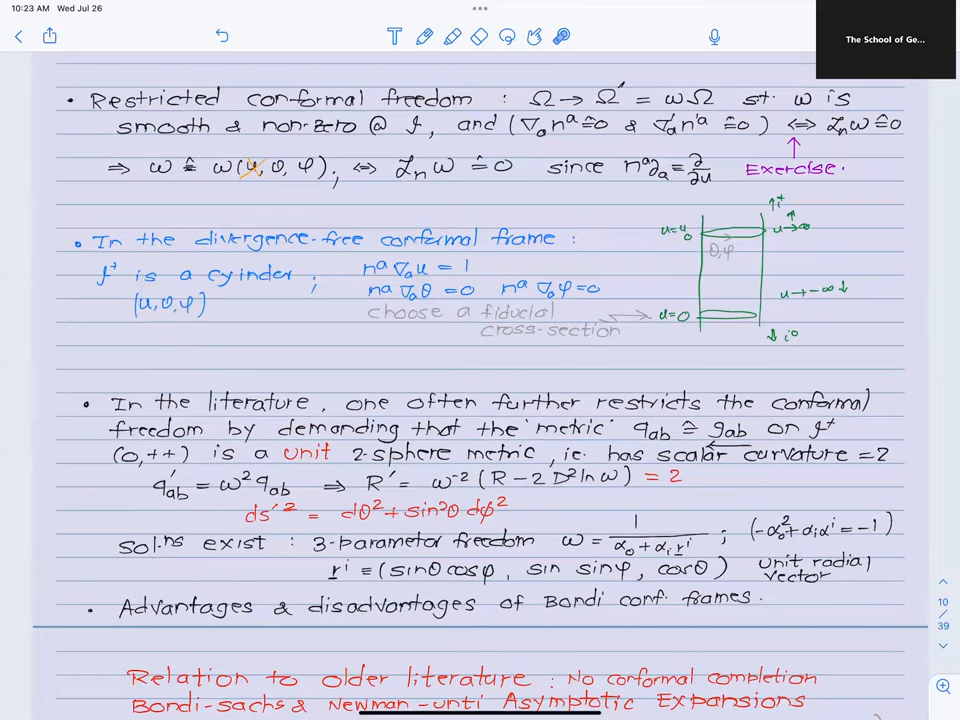 10:23 AM Wed Jul 26
The School of Ge...
• Restricted conformal freedom : Ω → Ω' = ωΩ s.t. ω is
smooth & non-zero @ ℐ, and (∇ₐnᵃ ≙ 0 & ∇'ₐn'ᵃ ≙ 0) ⇔ ℒₙω ≙ 0
⇒ ω ≙ ω(u, θ, φ), ⇔ ℒₙω ≙ 0 since nᵃ∂ₐ = ∂/∂u Exercise.
• In the divergence-free conformal frame :
ℐ⁺ is a cylinder ; nᵃ∇ₐu = 1
(u, θ, φ) nᵃ∇ₐθ = 0 nᵃ∇ₐφ = 0
choose a fiducial
cross-section
↑i⁺
u=u₀ u→∞
θ,φ
u→-∞ ↓
u=0
↓ i⁰
• In the literature, one often further restricts the conformal
freedom by demanding that the 'metric' qₐb ≙ gₐb on ℐ⁺
(0,++) is a unit 2-sphere metric, i.e. has scalar curvature = 2
q'ₐb = ω²qₐb ⇒ R' = ω⁻²(R - 2D²ln ω) = 2
ds'² = dθ² + sin²θ dφ²
Sol.ns exist : 3-parameter freedom ω = 1/(α₀ + αᵢ rⁱ) ; (-α₀² + αᵢαⁱ = -1)
rⁱ ≡ (sinθ cosφ, sin sinφ, cosθ) unit radial
vector
• Advantages & disadvantages of Bondi conf. frames.
10
/
39
Relation to older literature : No conformal completion
Bondi-Sachs & Newman-Unti Asymptotic Expansions